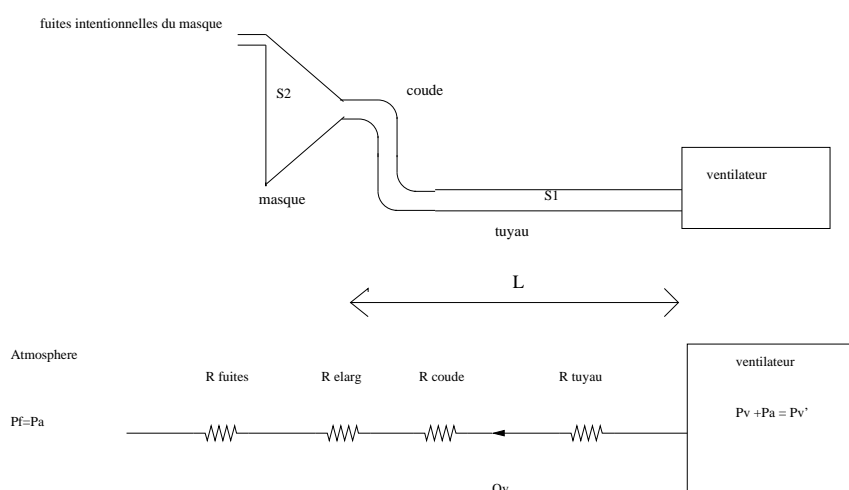 fuites intentionnelles du masque
S2
coude
ventilateur
masque
S1
tuyau
L
Atmosphere
ventilateur
R fuites
R elarg
R coude
R tuyau
Pf=Pa
Pv +Pa = Pv'
Qv